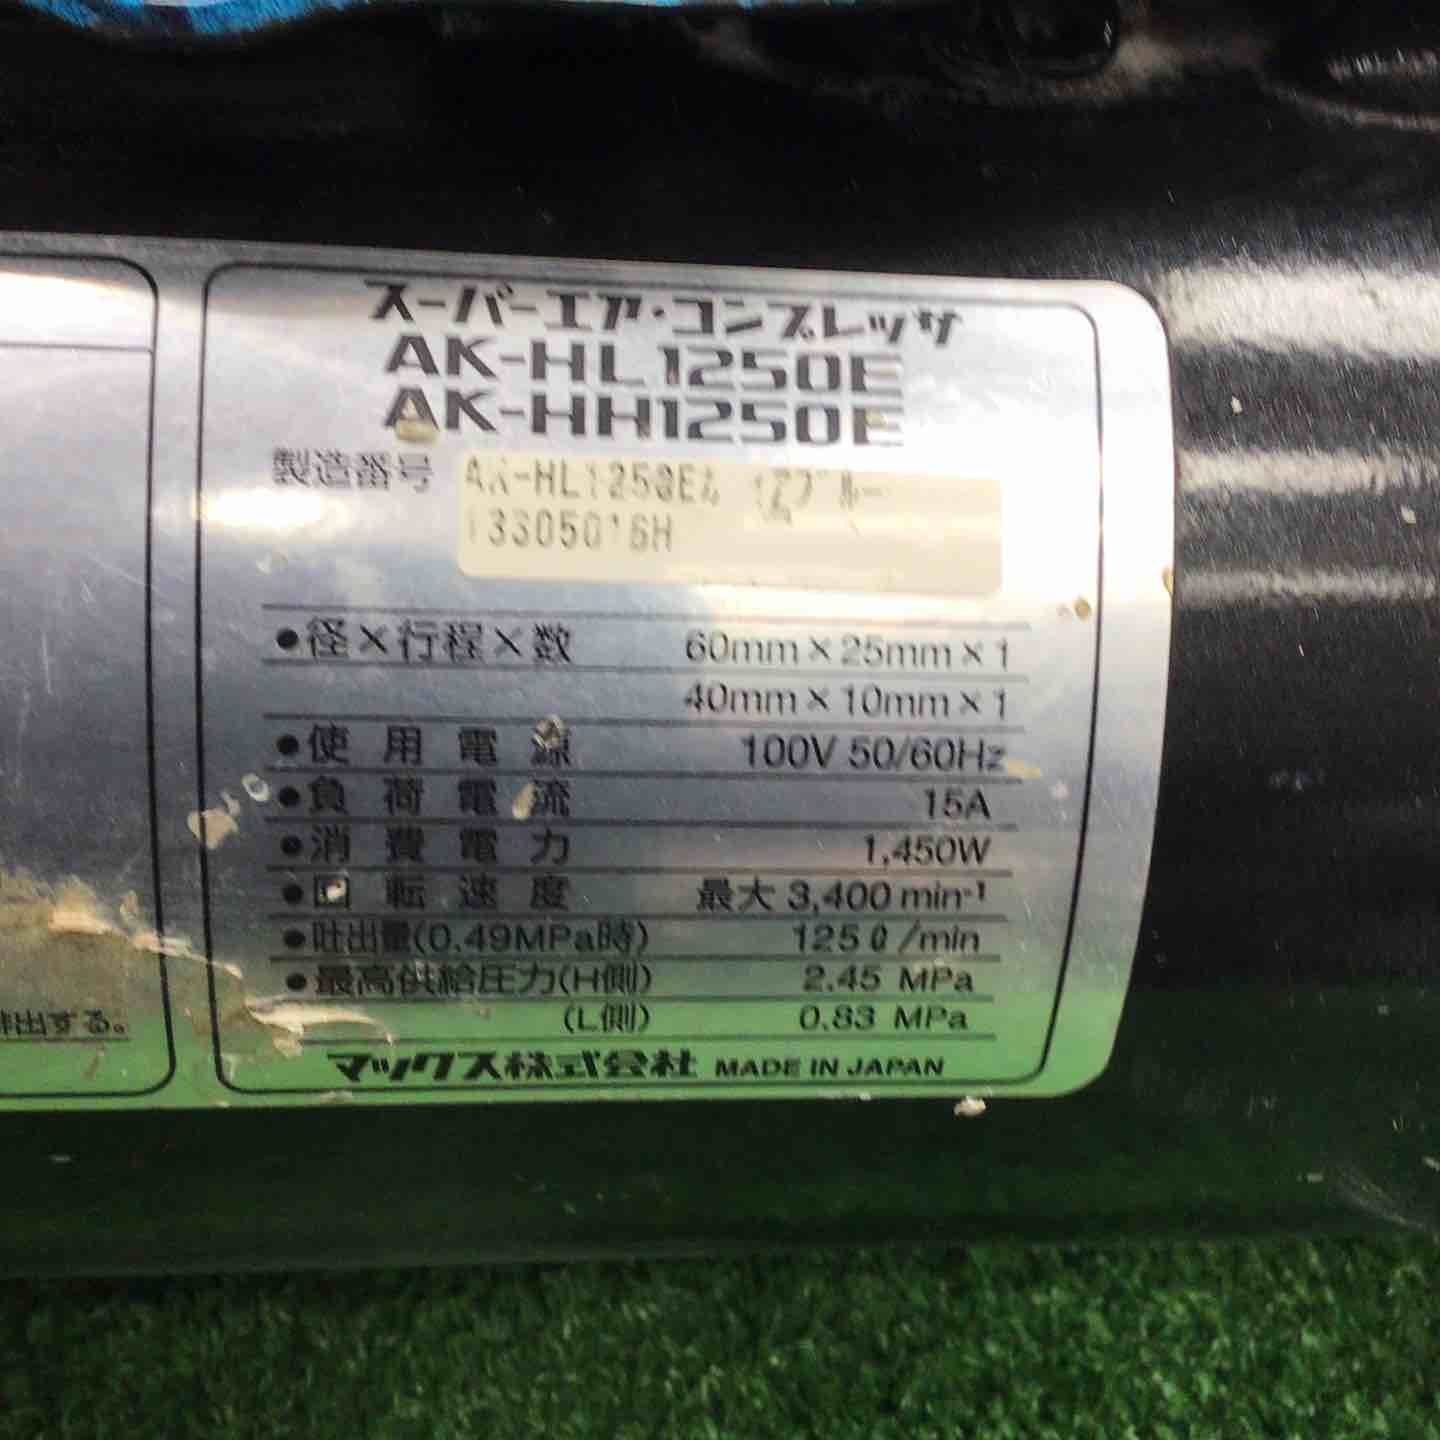 スーパーエア・コンプレッサ
AK-HL1250E
AK-HH1250E
製造番号
AK-HL1250E ブルー
13305016H
●径×行程×数 60mm×25mm×1
40mm×10mm×1
●使用電源 100V 50/60Hz
●負荷電流 15A
●消費電力 1,450W
●回転速度 最大 3,400 min⁻¹
●吐出量(0.49MPa時) 125ℓ/min
●最高供給圧力(H側) 2.45 MPa
(L側) 0.83 MPa
マックス株式会社 MADE IN JAPAN
出する。